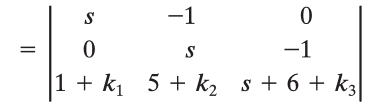 s −1 0
= 0 s −1
1 + k₁ 5 + k₂ s + 6 + k₃